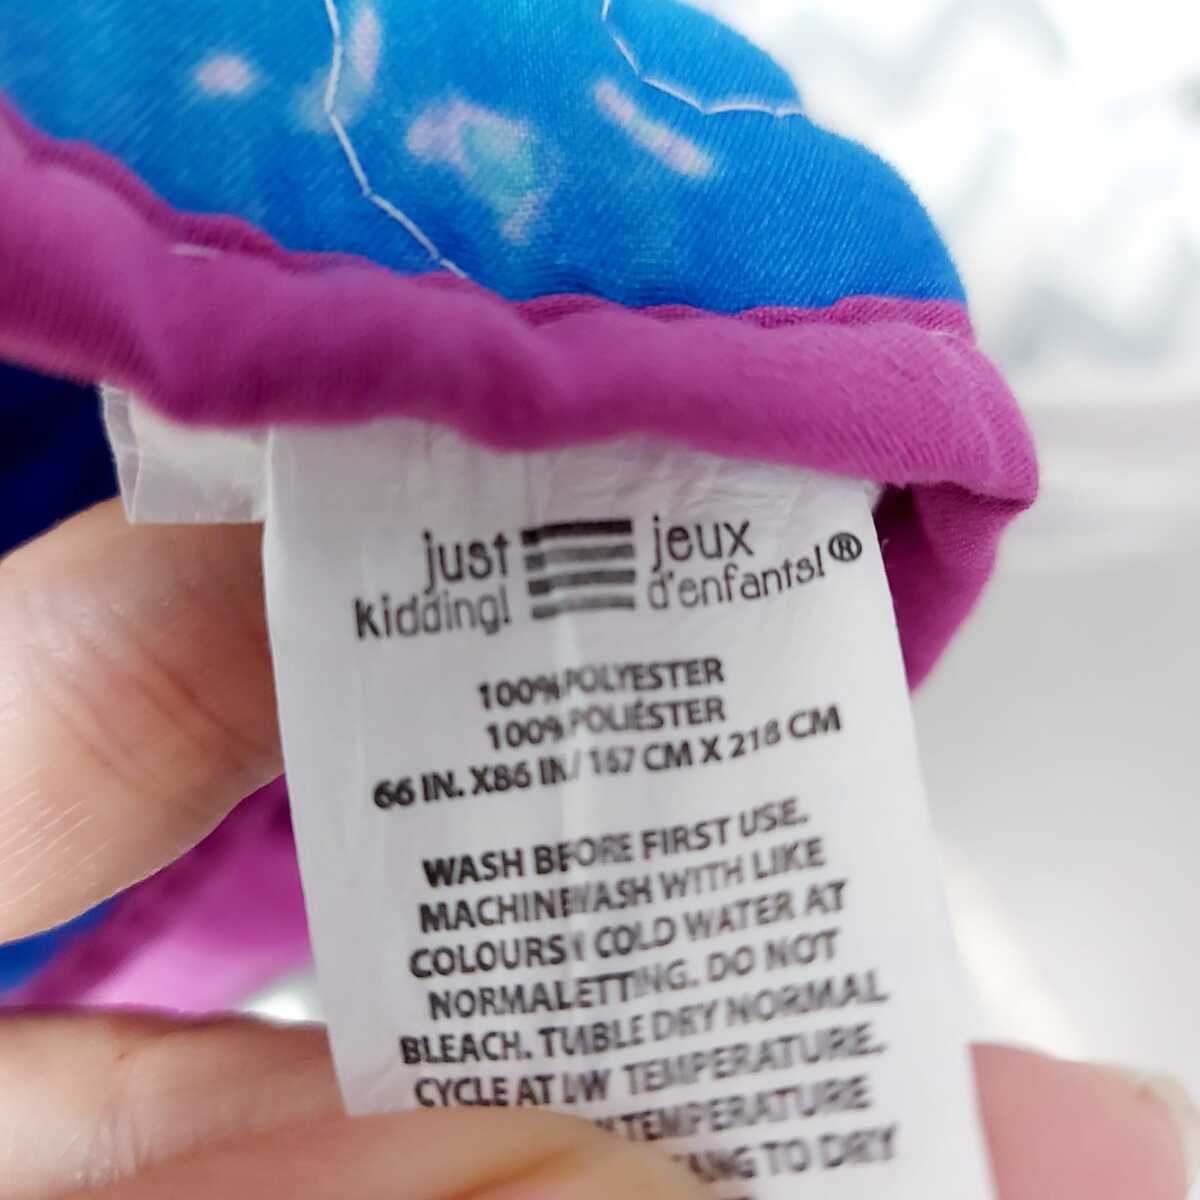 just kidding! jeux d'enfants!®
100% POLYESTER
100% POLIÉSTER
66 IN. X86 IN/ 167 CM X 218 CM
WASH BEFORE FIRST USE.
MACHINE WASH WITH LIKE
COLOURS COLD WATER AT
NORMAL SETTING. DO NOT
BLEACH. TUMBLE DRY NORMAL
CYCLE AT LOW TEMPERATURE.
TEMPERATURE
TO DRY